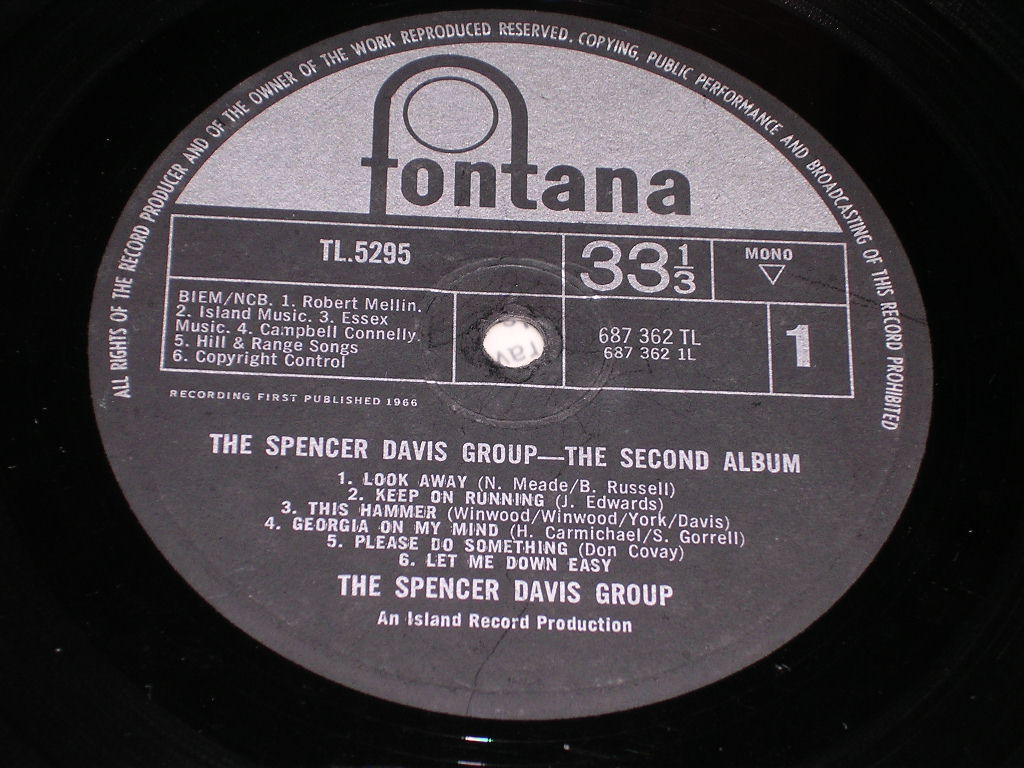 ALL RIGHTS OF THE RECORD PRODUCER AND OF THE OWNER OF THE WORK REPRODUCED RESERVED. COPYING, PUBLIC PERFORMANCE AND BROADCASTING OF THIS RECORD PROHIBITED
fontana
TL.5295
33 1/3
MONO
BIEM/NCB. 1. Robert Mellin.
2. Island Music. 3. Essex
Music. 4. Campbell Connelly.
5. Hill & Range Songs
6. Copyright Control
687 362 TL
687 362 1L
1
RECORDING FIRST PUBLISHED 1966
THE SPENCER DAVIS GROUP—THE SECOND ALBUM
1. LOOK AWAY (N. Meade/B. Russell)
2. KEEP ON RUNNING (J. Edwards)
3. THIS HAMMER (Winwood/Winwood/York/Davis)
4. GEORGIA ON MY MIND (H. Carmichael/S. Gorrell)
5. PLEASE DO SOMETHING (Don Covay)
6. LET ME DOWN EASY
THE SPENCER DAVIS GROUP
An Island Record Production